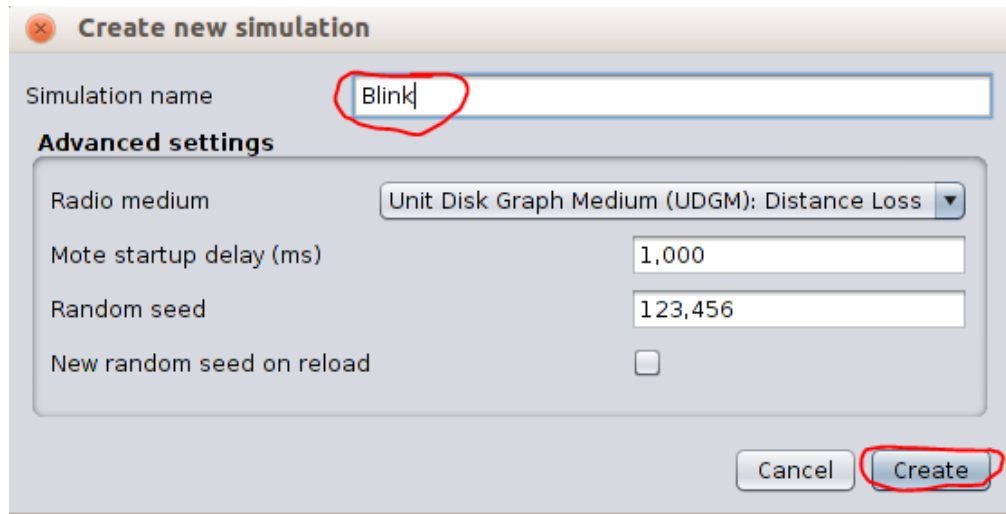 Create new simulation
Simulation name Blink
Advanced settings
Radio medium Unit Disk Graph Medium (UDGM): Distance Loss
Mote startup delay (ms) 1,000
Random seed 123,456
New random seed on reload
Cancel Create